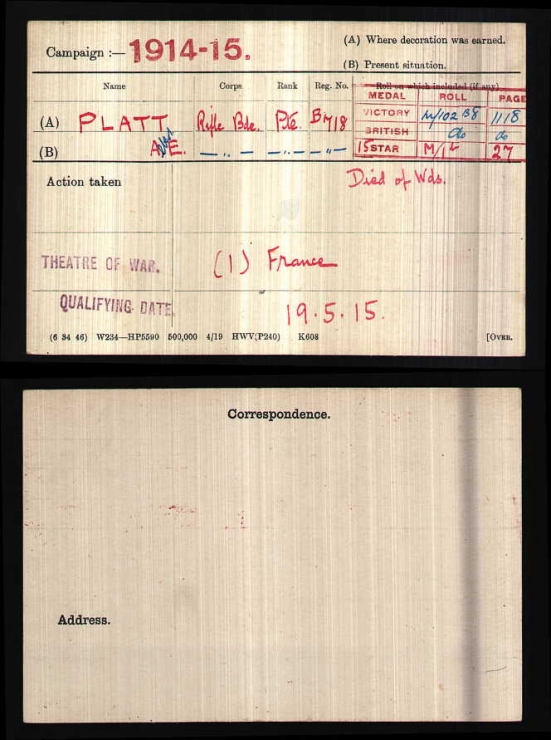 Campaign :— 1914-15.
(A) Where decoration was earned.
(B) Present situation.
Name Corps Rank Reg. No. Roll on which included (if any)
MEDAL ROLL PAGE
(A) PLATT Rifle Bde. Pte B718
VICTORY 1118
BRITISH do do
(B) A. E. — „ — — „ — — „ —
15 STAR 27
Action taken
Died of Wds.
THEATRE OF WAR. (1) France
QUALIFYING DATE. 19.5.15.
(6 34 46) W234—HP5590 500,000 4/19 HWV(P240) K608 [OVER.
Correspondence.
Address.